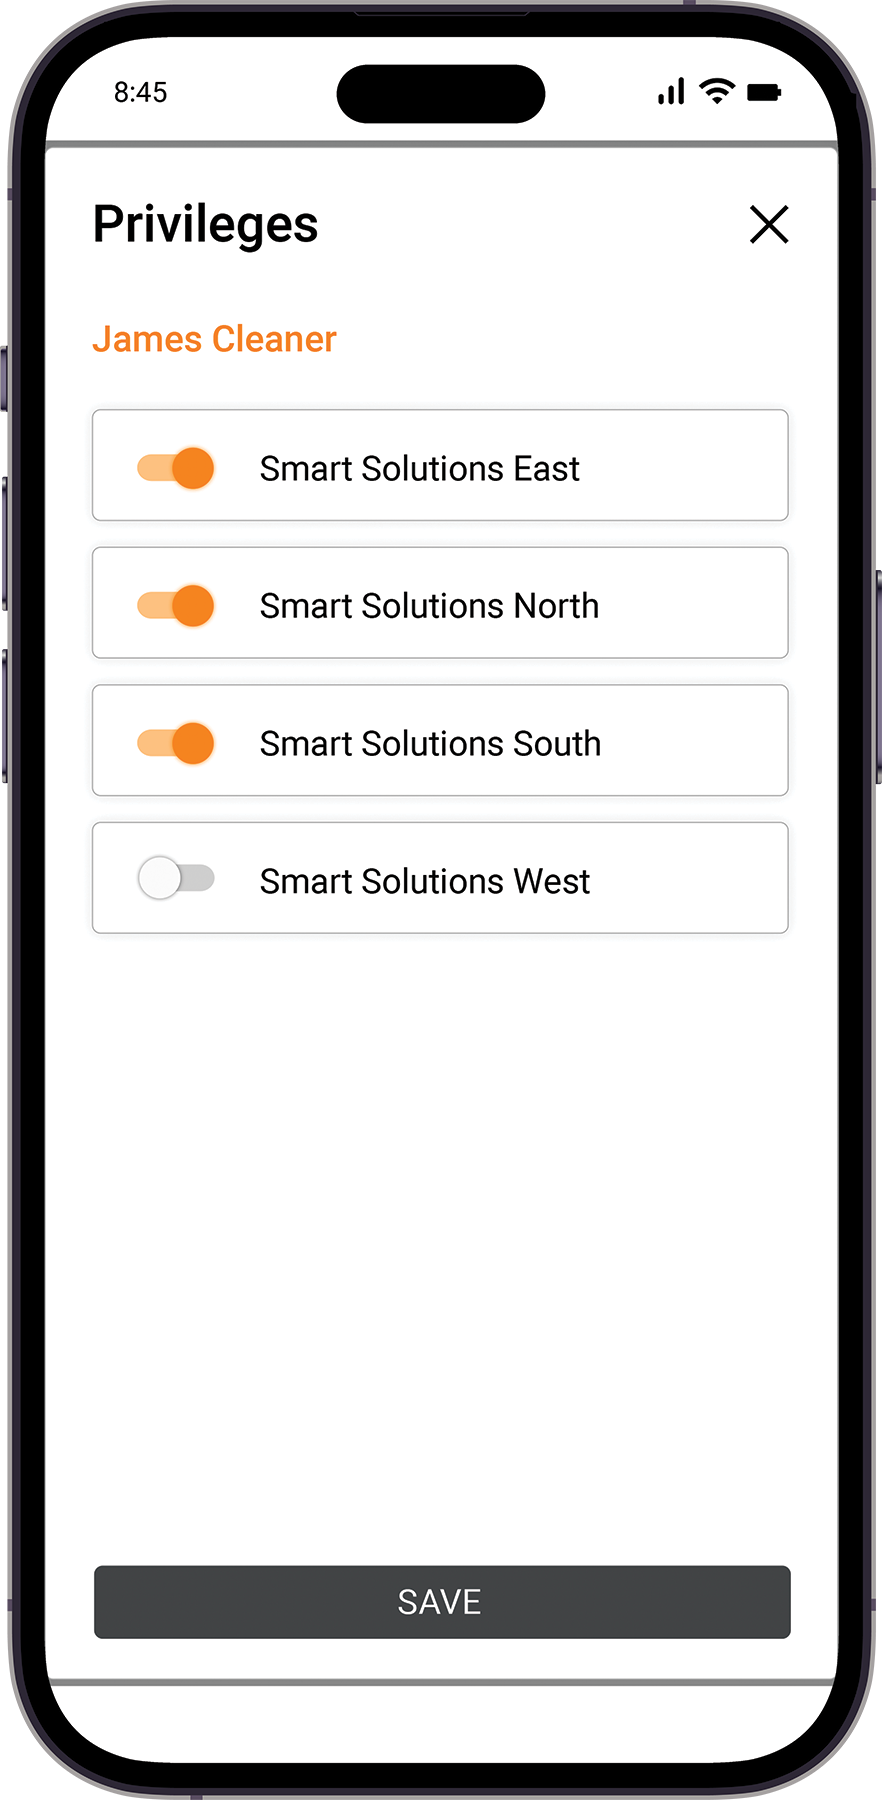 8:45
Privileges
James Cleaner
Smart Solutions East
Smart Solutions North
Smart Solutions South
Smart Solutions West
SAVE